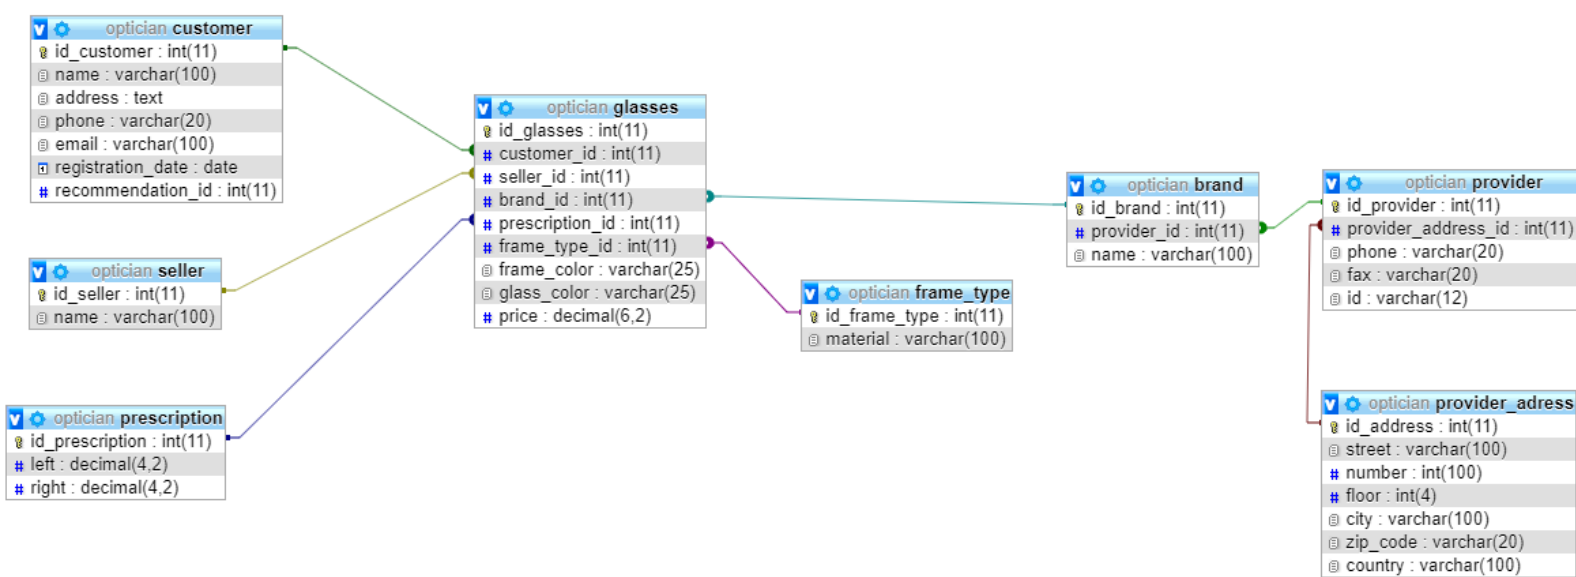 optician customer
id_customer : int(11)
name : varchar(100)
address : text
phone : varchar(20)
email : varchar(100)
registration_date : date
recommendation_id : int(11)
optician seller
id_seller : int(11)
name : varchar(100)
optician prescription
id_prescription : int(11)
left : decimal(4,2)
right : decimal(4,2)
optician glasses
id_glasses : int(11)
customer_id : int(11)
seller_id : int(11)
brand_id : int(11)
prescription_id : int(11)
frame_type_id : int(11)
frame_color : varchar(25)
glass_color : varchar(25)
price : decimal(6,2)
optician frame_type
id_frame_type : int(11)
material : varchar(100)
optician brand
id_brand : int(11)
provider_id : int(11)
name : varchar(100)
optician provider
id_provider : int(11)
provider_address_id : int(11)
phone : varchar(20)
fax : varchar(20)
id : varchar(12)
optician provider_adress
id_address : int(11)
street : varchar(100)
number : int(100)
floor : int(4)
city : varchar(100)
zip_code : varchar(20)
country : varchar(100)